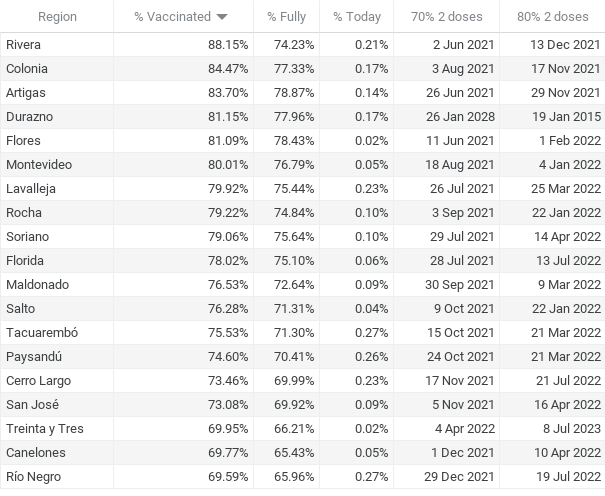 Region % Vaccinated % Fully % Today 70% 2 doses 80% 2 doses
Rivera 88.15% 74.23% 0.21% 2 Jun 2021 13 Dec 2021
Colonia 84.47% 77.33% 0.17% 3 Aug 2021 17 Nov 2021
Artigas 83.70% 78.87% 0.14% 26 Jun 2021 29 Nov 2021
Durazno 81.15% 77.96% 0.17% 26 Jan 2028 19 Jan 2015
Flores 81.09% 78.43% 0.02% 11 Jun 2021 1 Feb 2022
Montevideo 80.01% 76.79% 0.05% 18 Aug 2021 4 Jan 2022
Lavalleja 79.92% 75.44% 0.23% 26 Jul 2021 25 Mar 2022
Rocha 79.22% 74.84% 0.10% 3 Sep 2021 22 Jan 2022
Soriano 79.06% 75.64% 0.10% 29 Jul 2021 14 Apr 2022
Florida 78.02% 75.10% 0.06% 28 Jul 2021 13 Jul 2022
Maldonado 76.53% 72.64% 0.09% 30 Sep 2021 9 Mar 2022
Salto 76.28% 71.31% 0.04% 9 Oct 2021 22 Jan 2022
Tacuarembó 75.53% 71.30% 0.27% 15 Oct 2021 21 Mar 2022
Paysandú 74.60% 70.41% 0.26% 24 Oct 2021 21 Mar 2022
Cerro Largo 73.46% 69.99% 0.23% 17 Nov 2021 21 Jul 2022
San José 73.08% 69.92% 0.09% 5 Nov 2021 16 Apr 2022
Treinta y Tres 69.95% 66.21% 0.02% 4 Apr 2022 8 Jul 2023
Canelones 69.77% 65.43% 0.05% 1 Dec 2021 10 Apr 2022
Río Negro 69.59% 65.96% 0.27% 29 Dec 2021 19 Jul 2022